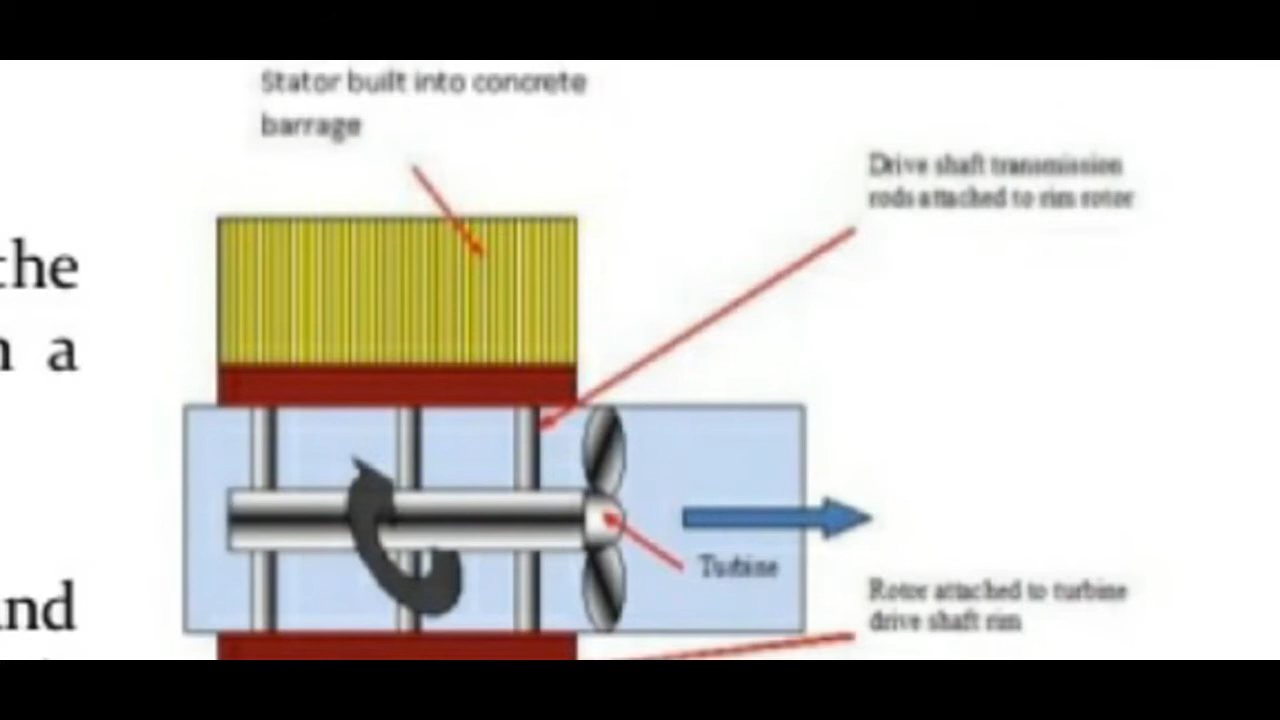 Stator built into concrete
barrage
Drive shaft transmission
rods attached to rim rotor
the
a
Turbine
and
Rotor attached to turbine
drive shaft rim